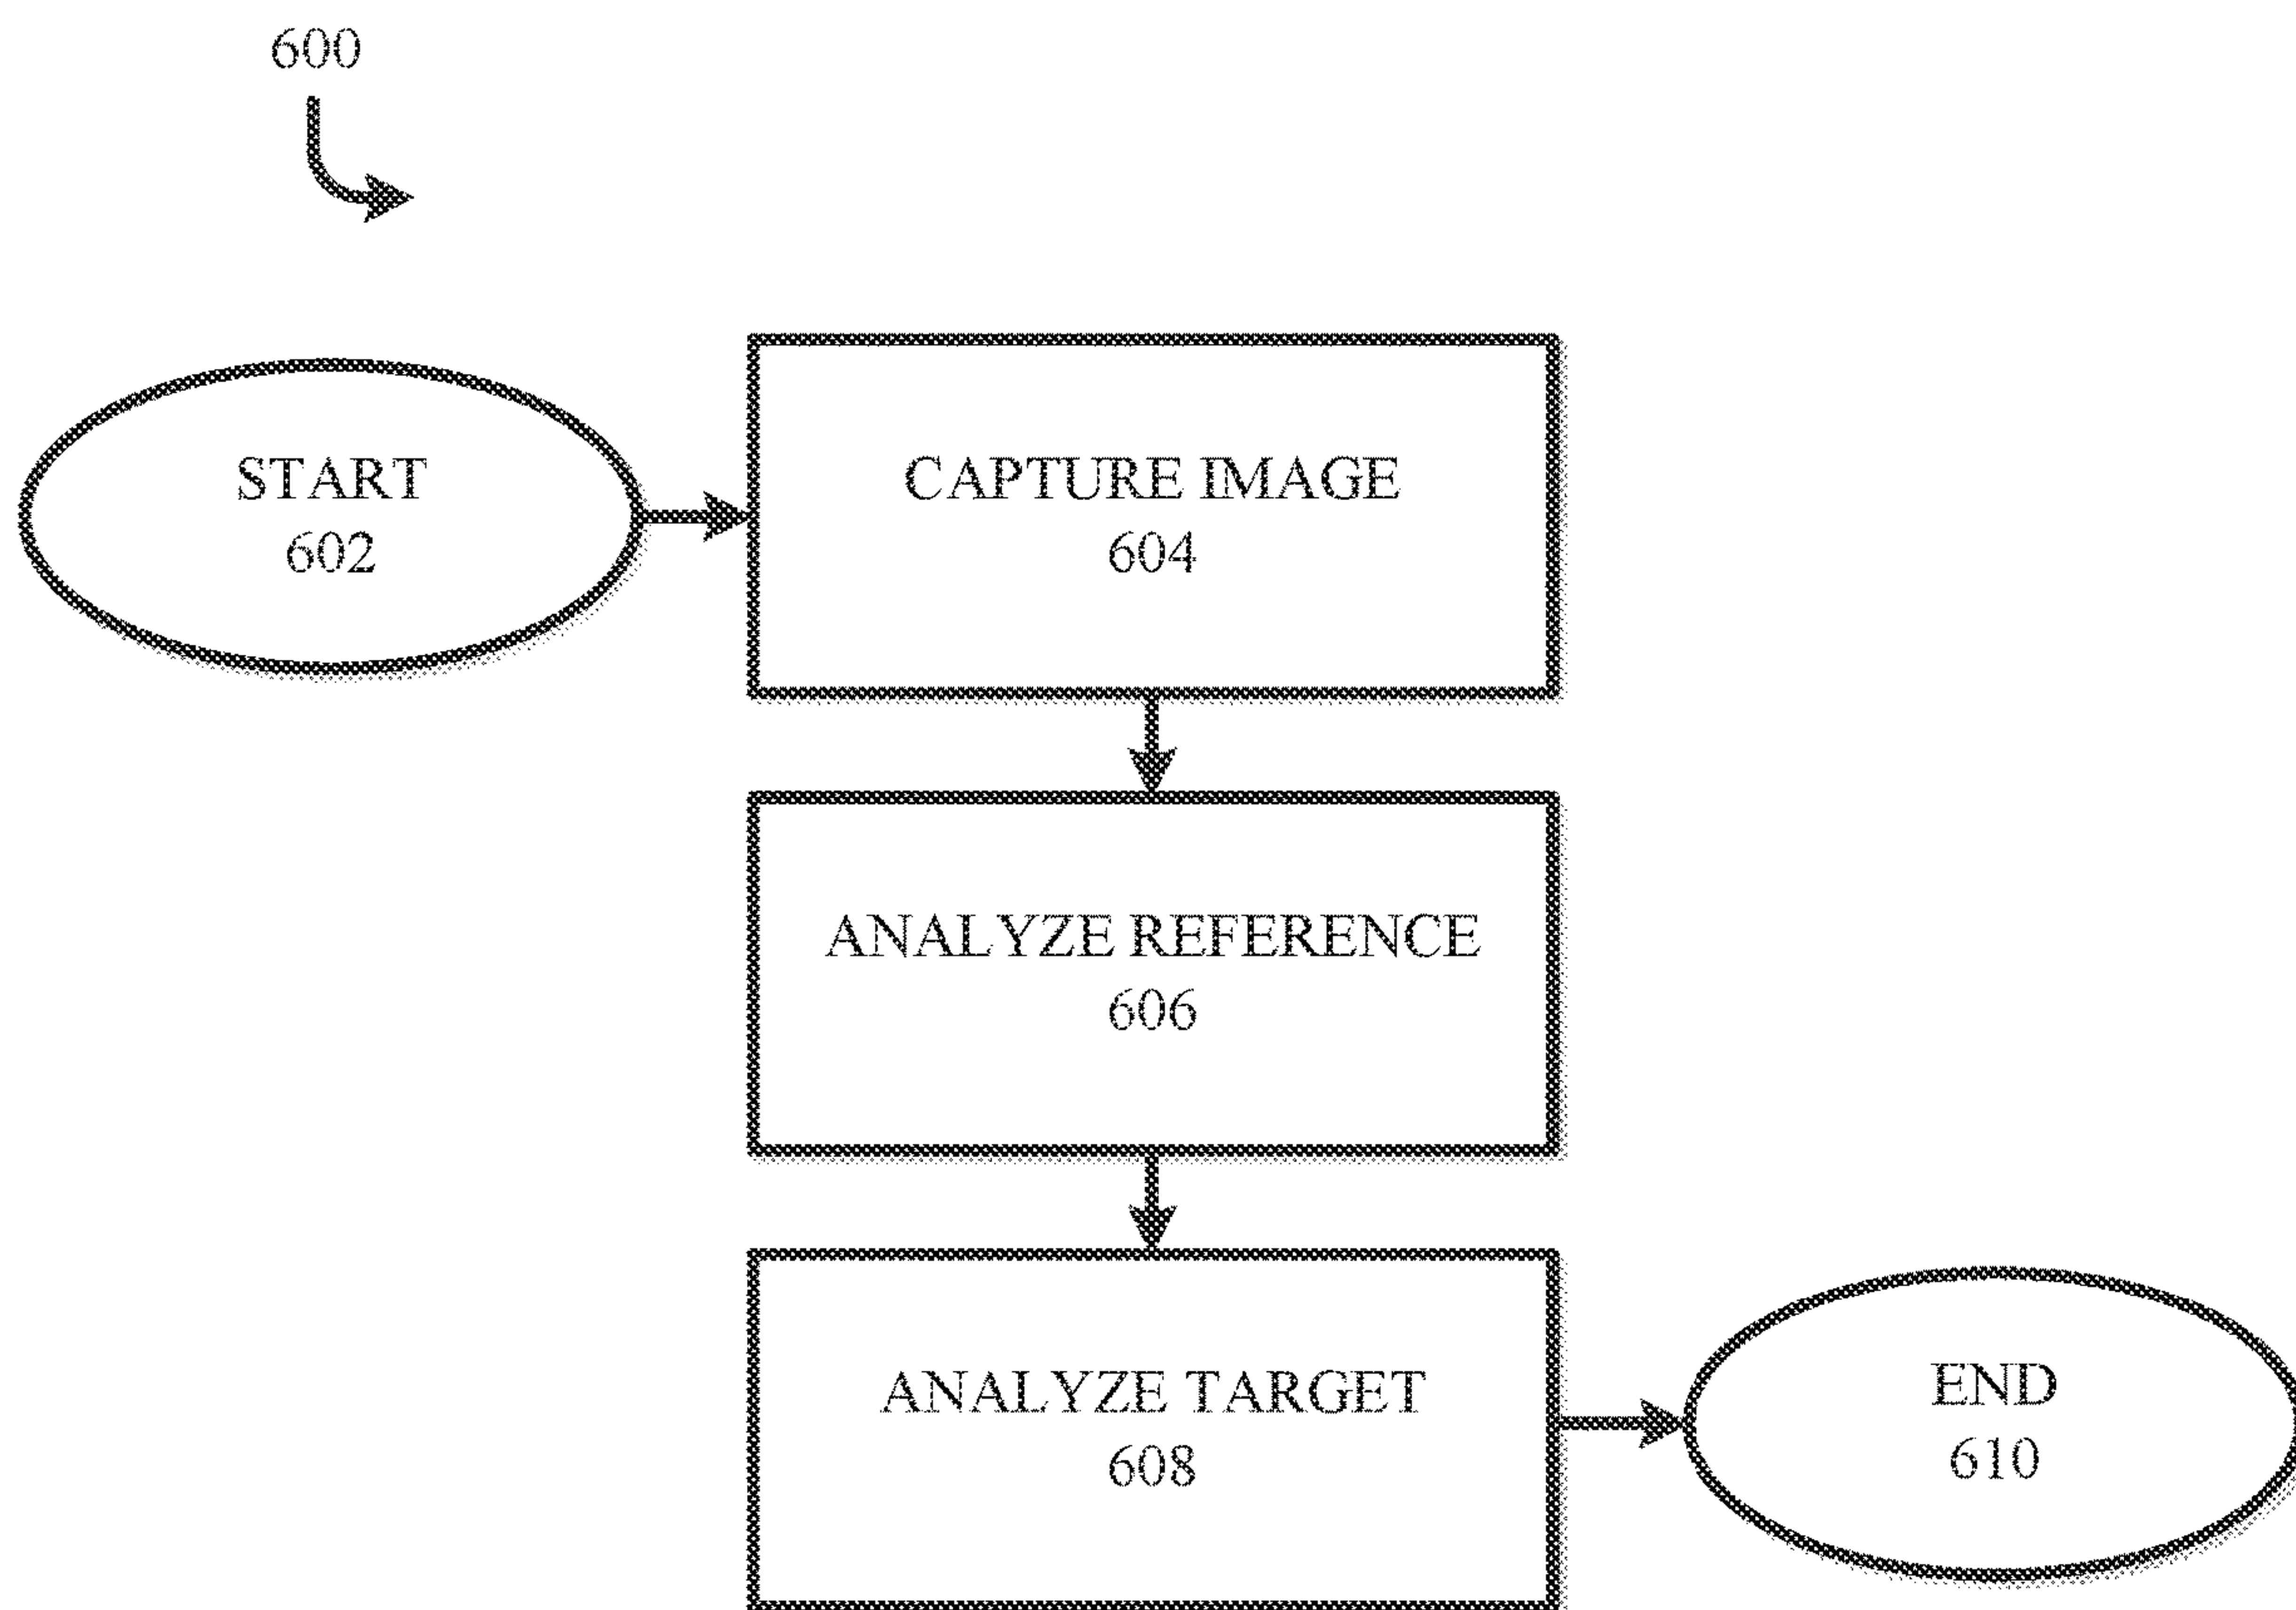 600
START
602
CAPTURE IMAGE
604
ANALYZE REFERENCE
606
ANALYZE TARGET
608
END
610